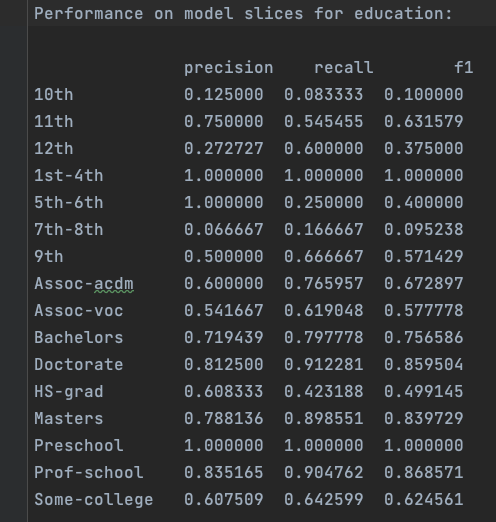 Performance on model slices for education:
precision recall f1
10th 0.125000 0.083333 0.100000
11th 0.750000 0.545455 0.631579
12th 0.272727 0.600000 0.375000
1st-4th 1.000000 1.000000 1.000000
5th-6th 1.000000 0.250000 0.400000
7th-8th 0.066667 0.166667 0.095238
9th 0.500000 0.666667 0.571429
Assoc-acdm 0.600000 0.765957 0.672897
Assoc-voc 0.541667 0.619048 0.577778
Bachelors 0.719439 0.797778 0.756586
Doctorate 0.812500 0.912281 0.859504
HS-grad 0.608333 0.423188 0.499145
Masters 0.788136 0.898551 0.839729
Preschool 1.000000 1.000000 1.000000
Prof-school 0.835165 0.904762 0.868571
Some-college 0.607509 0.642599 0.624561